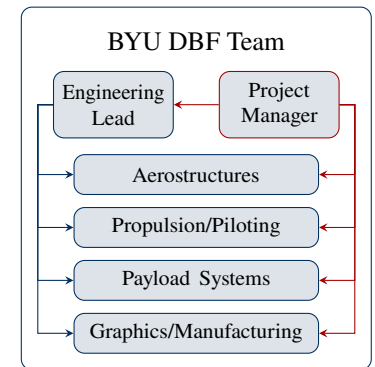 BYU DBF Team
Engineering
Lead
Project
Manager
Aerostructures
Propulsion/Piloting
Payload Systems
Graphics/Manufacturing